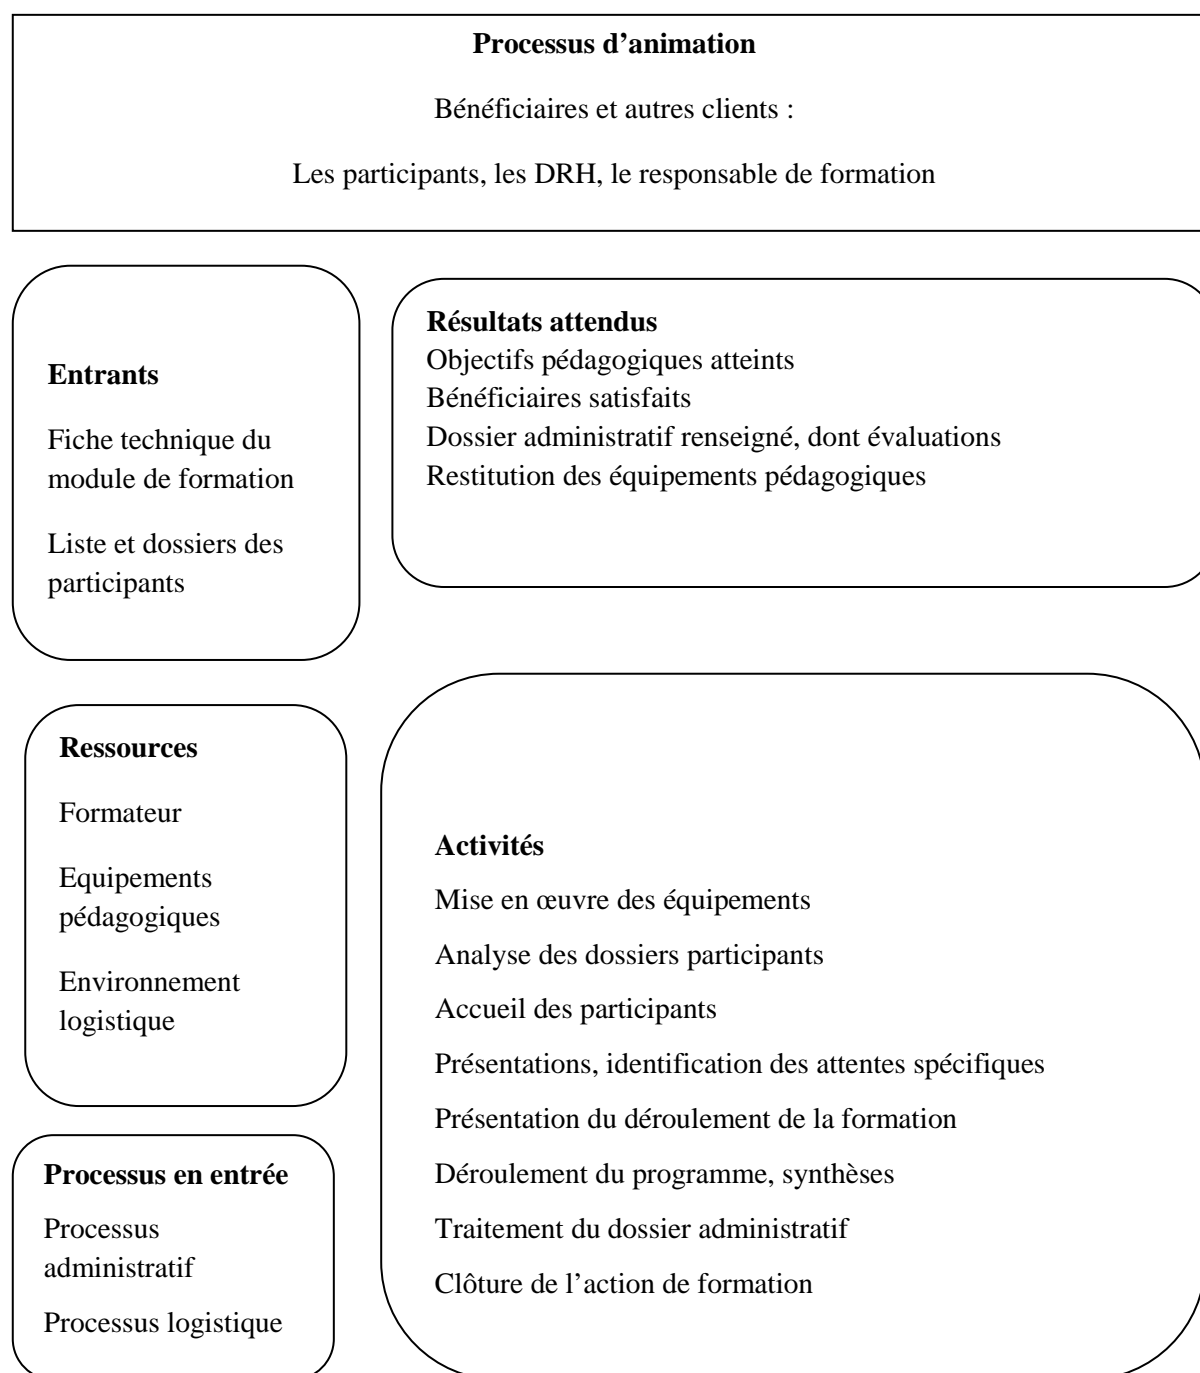 Processus d’animation
Bénéficiaires et autres clients :
Les participants, les DRH, le responsable de formation
Entrants
Fiche technique du
module de formation
Liste et dossiers des
participants
Résultats attendus
Objectifs pédagogiques atteints
Bénéficiaires satisfaits
Dossier administratif renseigné, dont évaluations
Restitution des équipements pédagogiques
Ressources
Formateur
Equipements
pédagogiques
Environnement
logistique
Activités
Mise en œuvre des équipements
Analyse des dossiers participants
Accueil des participants
Présentations, identification des attentes spécifiques
Présentation du déroulement de la formation
Déroulement du programme, synthèses
Traitement du dossier administratif
Clôture de l’action de formation
Processus en entrée
Processus
administratif
Processus logistique